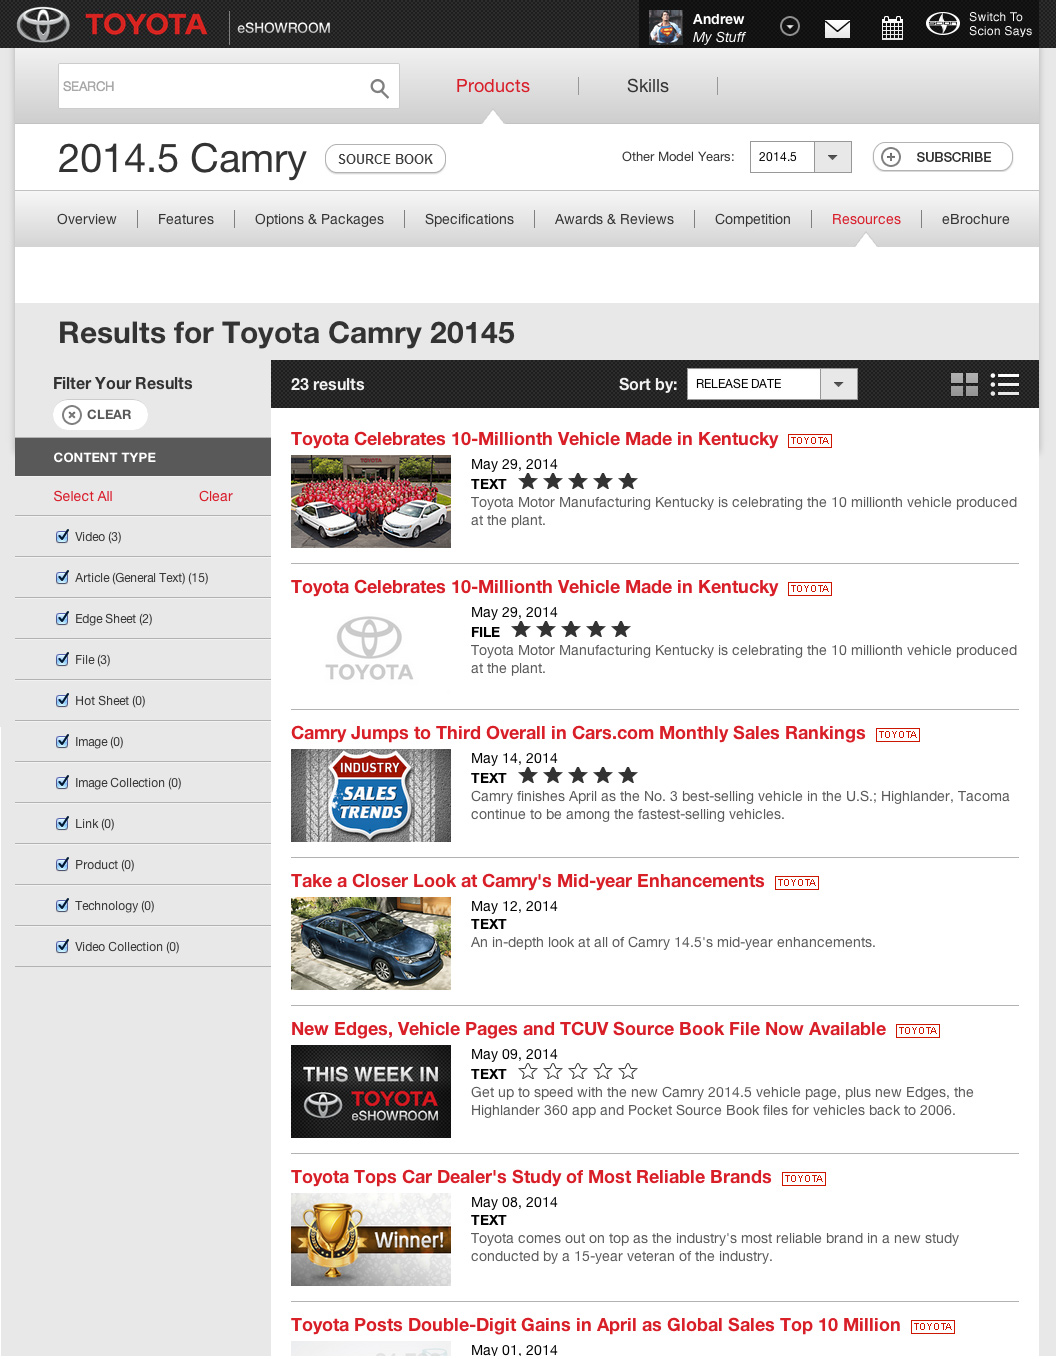 TOYOTA
eSHOWROOM
Andrew
My Stuff
Switch To
Scion Says
SEARCH
Products
Skills
2014.5 Camry
SOURCE BOOK
Other Model Years:
2014.5
SUBSCRIBE
Overview
Features
Options & Packages
Specifications
Awards & Reviews
Competition
Resources
eBrochure
Results for Toyota Camry 20145
Filter Your Results
CLEAR
CONTENT TYPE
Select All
Clear
Video (3)
Article (General Text) (15)
Edge Sheet (2)
File (3)
Hot Sheet (0)
Image (0)
Image Collection (0)
Link (0)
Product (0)
Technology (0)
Video Collection (0)
23 results
Sort by:
RELEASE DATE
Toyota Celebrates 10-Millionth Vehicle Made in Kentucky
TOYOTA
TOYOTA
May 29, 2014
TEXT
Toyota Motor Manufacturing Kentucky is celebrating the 10 millionth vehicle produced
at the plant.
Toyota Celebrates 10-Millionth Vehicle Made in Kentucky
TOYOTA
TOYOTA
May 29, 2014
FILE
Toyota Motor Manufacturing Kentucky is celebrating the 10 millionth vehicle produced
at the plant.
Camry Jumps to Third Overall in Cars.com Monthly Sales Rankings
TOYOTA
INDUSTRY
SALES
TRENDS
May 14, 2014
TEXT
Camry finishes April as the No. 3 best-selling vehicle in the U.S.; Highlander, Tacoma
continue to be among the fastest-selling vehicles.
Take a Closer Look at Camry's Mid-year Enhancements
TOYOTA
May 12, 2014
TEXT
An in-depth look at all of Camry 14.5's mid-year enhancements.
New Edges, Vehicle Pages and TCUV Source Book File Now Available
TOYOTA
THIS WEEK IN
TOYOTA
eSHOWROOM
May 09, 2014
TEXT
Get up to speed with the new Camry 2014.5 vehicle page, plus new Edges, the
Highlander 360 app and Pocket Source Book files for vehicles back to 2006.
Toyota Tops Car Dealer's Study of Most Reliable Brands
TOYOTA
Winner!
May 08, 2014
TEXT
Toyota comes out on top as the industry's most reliable brand in a new study
conducted by a 15-year veteran of the industry.
Toyota Posts Double-Digit Gains in April as Global Sales Top 10 Million
TOYOTA
May 01, 2014